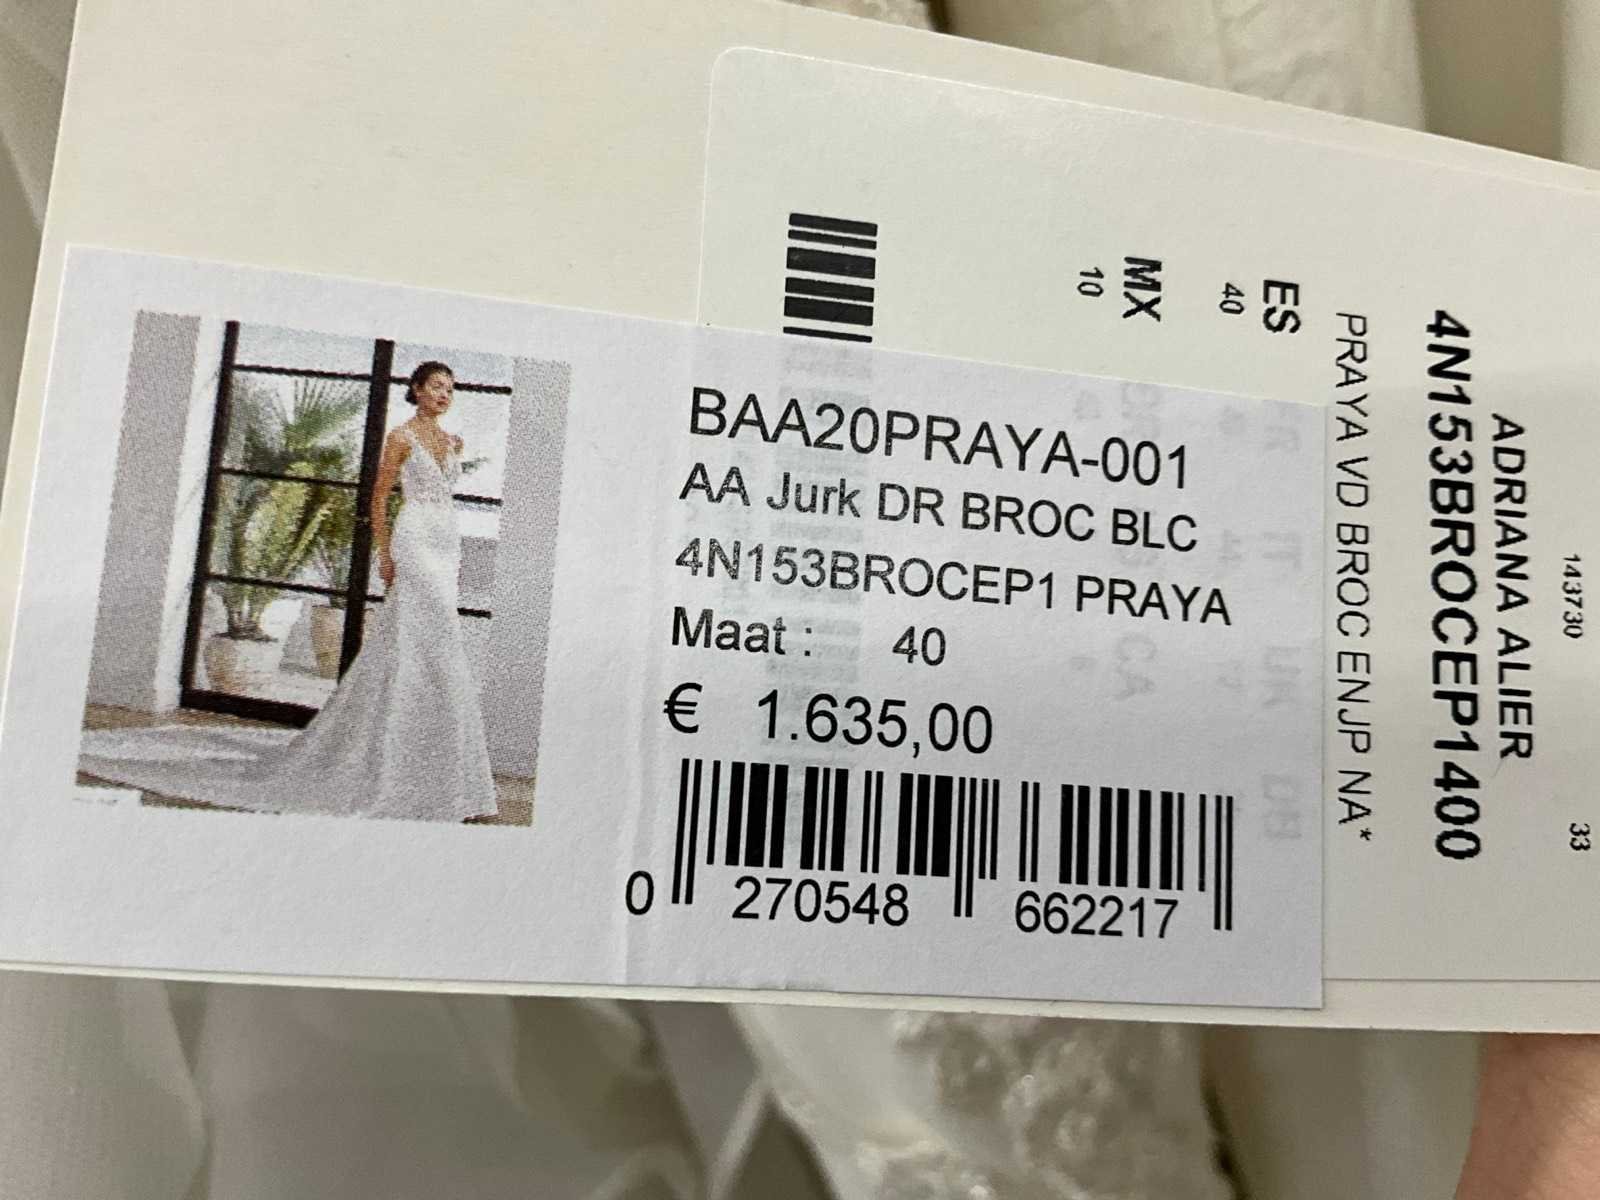 BAA20PRAYA-001
AA Jurk DR BROC BLC
4N153BROCEP1 PRAYA
Maat : 40
€ 1.635,00
0 270548 662217
143730 33
ADRIANA ALIER
4N153BROCEP1400
PRAYA VD BROC ENJP NA*
ES
40
MX
10